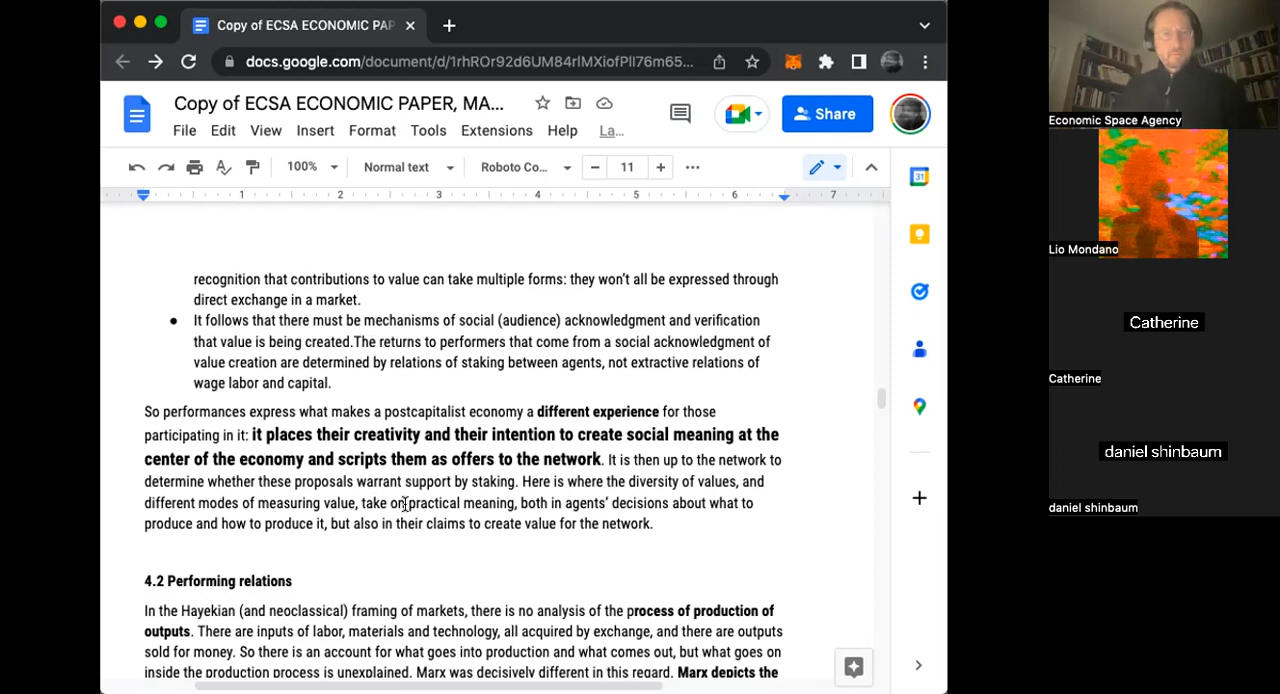 Copy of ECSA ECONOMIC PAP
docs.google.com/document/d/1rhROr92d6UM84rlMXiofPll76m65...
Copy of ECSA ECONOMIC PAPER, MA...
Share
File Edit View Insert Format Tools Extensions Help La...
100% Normal text Roboto Co... 11
1 2 3 4 5 6 7
31
recognition that contributions to value can take multiple forms: they won't all be expressed through
direct exchange in a market.
● It follows that there must be mechanisms of social (audience) acknowledgment and verification
that value is being created.The returns to performers that come from a social acknowledgment of
value creation are determined by relations of staking between agents, not extractive relations of
wage labor and capital.
So performances express what makes a postcapitalist economy a different experience for those
participating in it: it places their creativity and their intention to create social meaning at the
center of the economy and scripts them as offers to the network. It is then up to the network to
determine whether these proposals warrant support by staking. Here is where the diversity of values, and
different modes of measuring value, take on practical meaning, both in agents' decisions about what to
produce and how to produce it, but also in their claims to create value for the network.
4.2 Performing relations
In the Hayekian (and neoclassical) framing of markets, there is no analysis of the process of production of
outputs. There are inputs of labor, materials and technology, all acquired by exchange, and there are outputs
sold for money. So there is an account for what goes into production and what comes out, but what goes on
inside the production process is unexplained. Marx was decisively different in this regard. Marx depicts the
Economic Space Agency
Lio Mondano
Catherine
Catherine
daniel shinbaum
daniel shinbaum